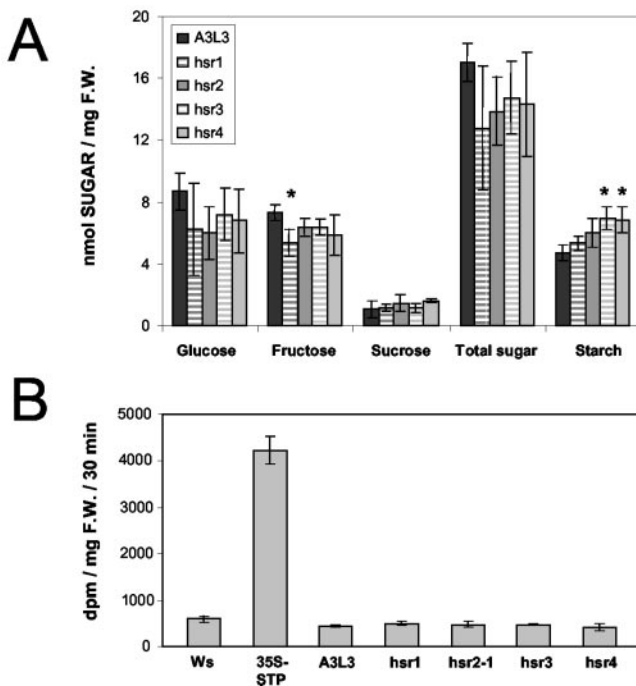 A
nmol SUGAR / mg F.W.
20
16
12
8
4
0
A3L3
hsr1
hsr2
hsr3
hsr4
* * *
Glucose Fructose Sucrose Total sugar Starch
B
dpm / mg F.W. / 30 min
5000
4000
3000
2000
1000
0
Ws 35S-STP A3L3 hsr1 hsr2-1 hsr3 hsr4